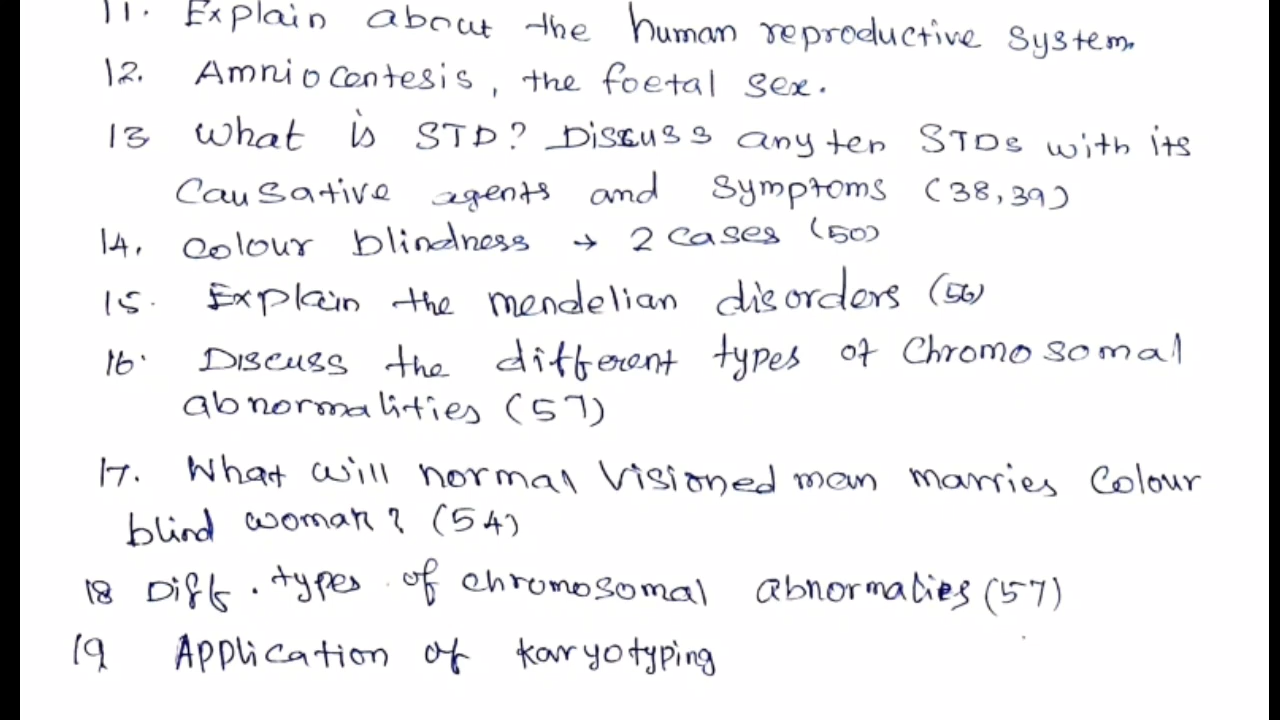 11. Explain about the human reproductive system.
12. Amniocentesis, the foetal sex.
13 What is STD? Discuss any ten STDs with its
Causative agents and Symptoms (38,39)
14. Colour blindness → 2 cases (50)
15. Explain the mendelian disorders (56)
16. Discuss the different types of Chromosomal
abnormalities (57)
17. What will normal Visioned man marries Colour
blind woman? (54)
18 Diff. types of chromosomal abnormalies (57)
19 Application of karyotyping